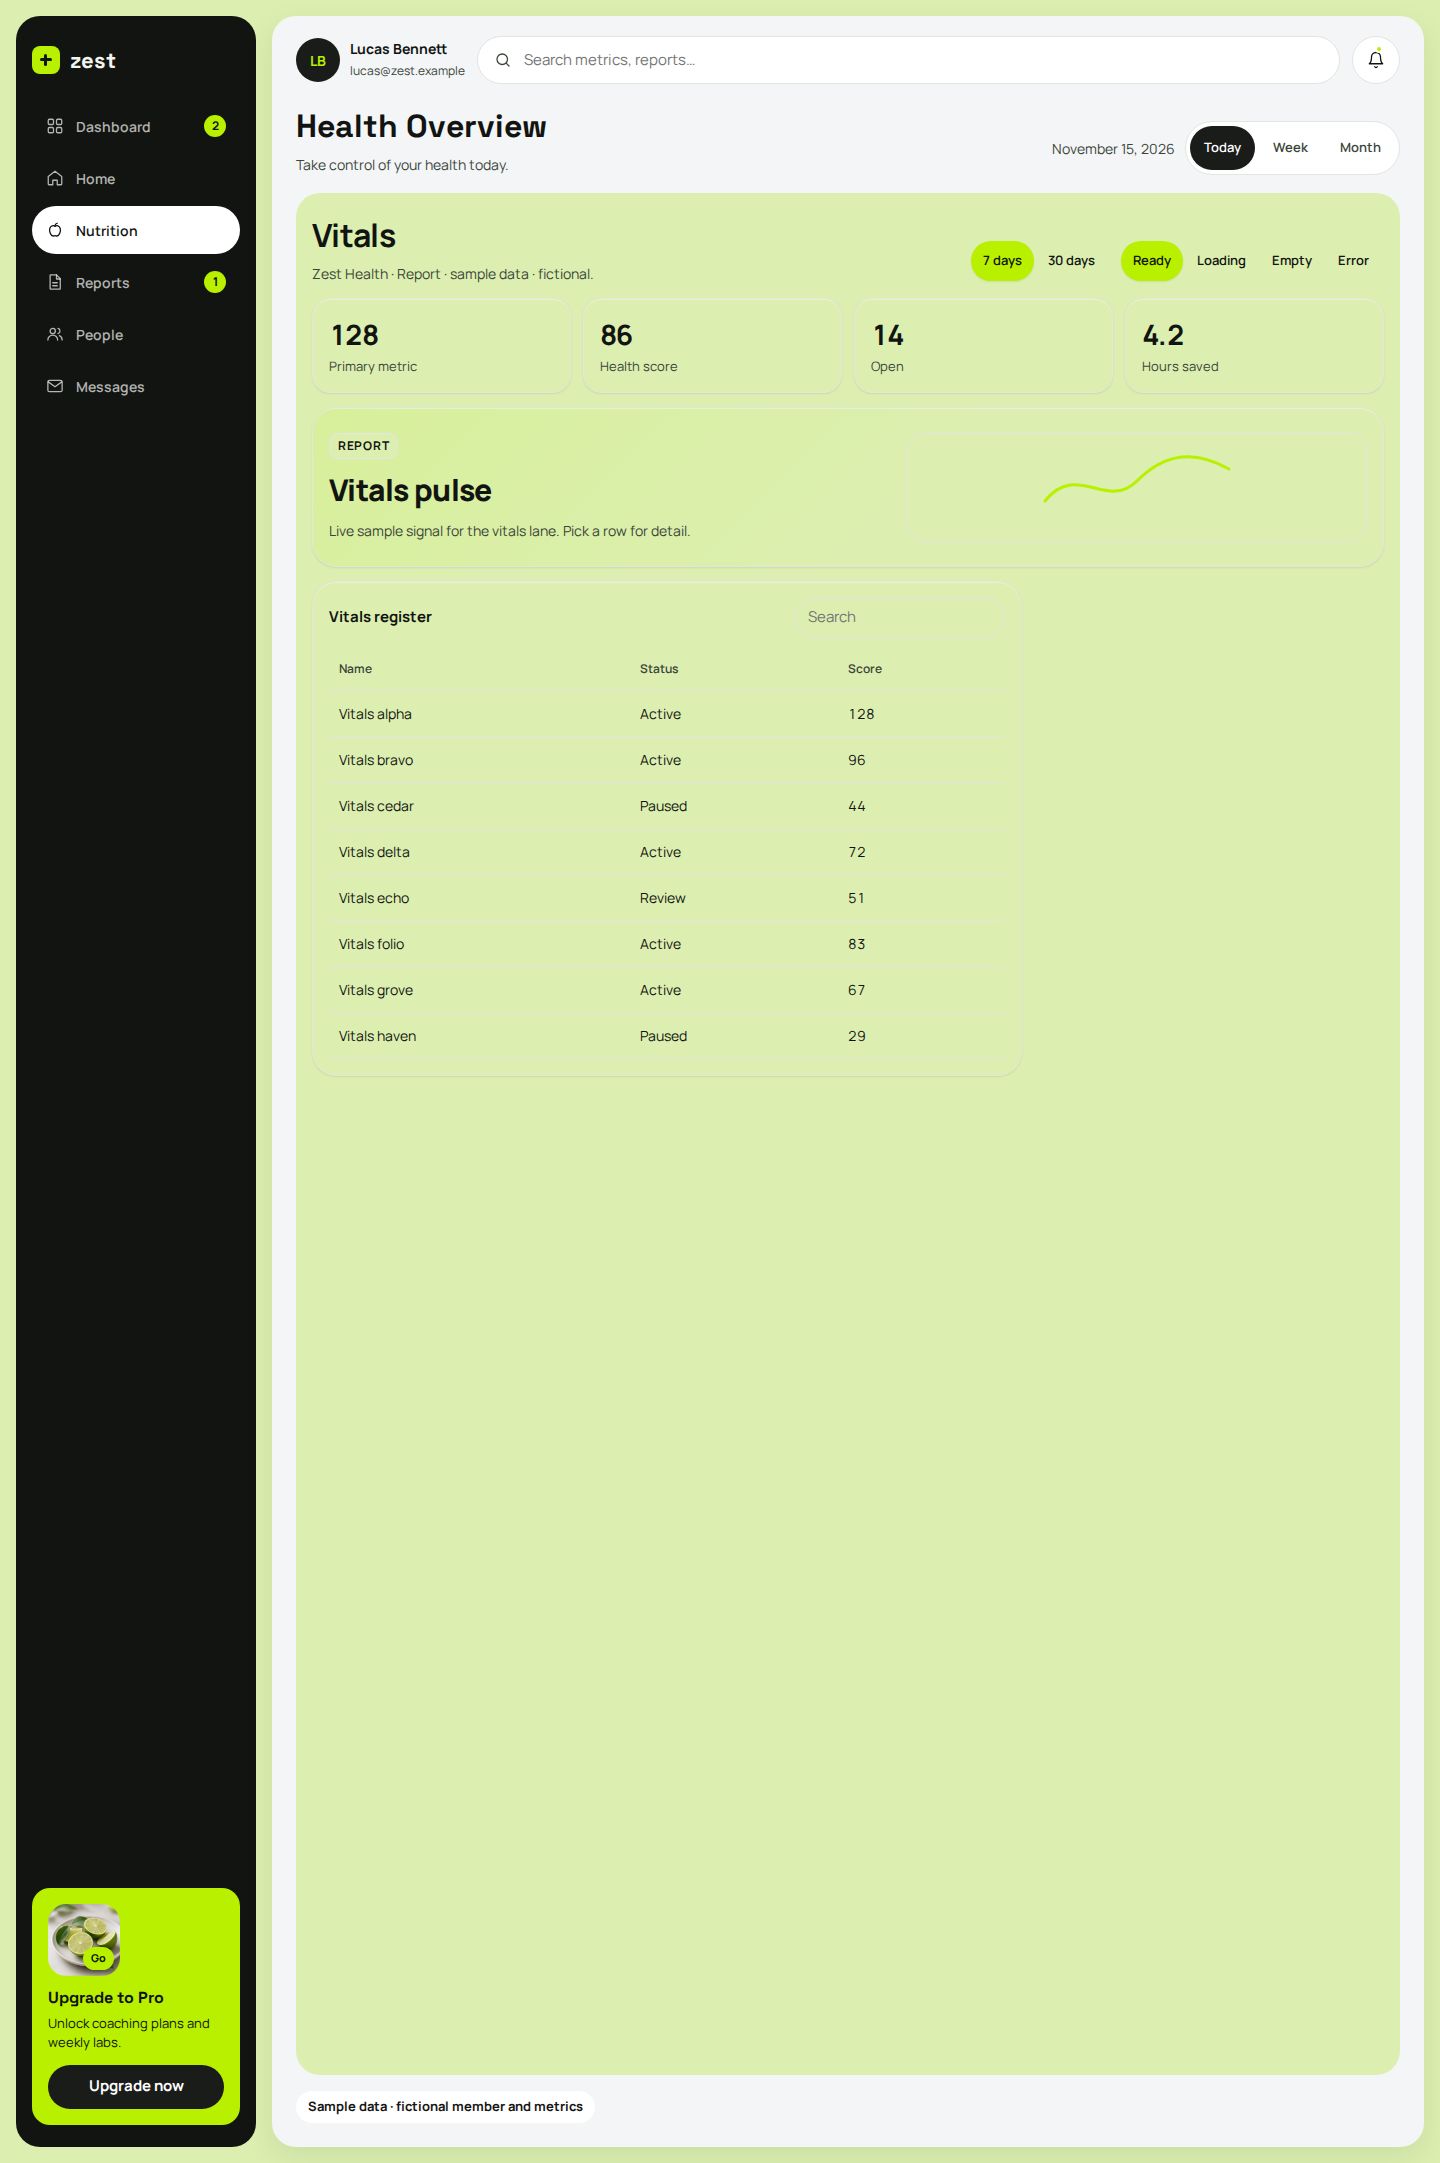 zest
Dashboard 2
Home
Nutrition
Reports 1
People
Messages
Go
Upgrade to Pro
Unlock coaching plans and
weekly labs.
Upgrade now
LB
Lucas Bennett
lucas@zest.example
Search metrics, reports...
Health Overview
Take control of your health today.
November 15, 2026
Today Week Month
Vitals
Zest Health · Report · sample data · fictional.
7 days 30 days Ready Loading Empty Error
128
Primary metric
86
Health score
14
Open
4.2
Hours saved
REPORT
Vitals pulse
Live sample signal for the vitals lane. Pick a row for detail.
Vitals register
Search
Name Status Score
Vitals alpha Active 128
Vitals bravo Active 96
Vitals cedar Paused 44
Vitals delta Active 72
Vitals echo Review 51
Vitals folio Active 83
Vitals grove Active 67
Vitals haven Paused 29
Sample data · fictional member and metrics